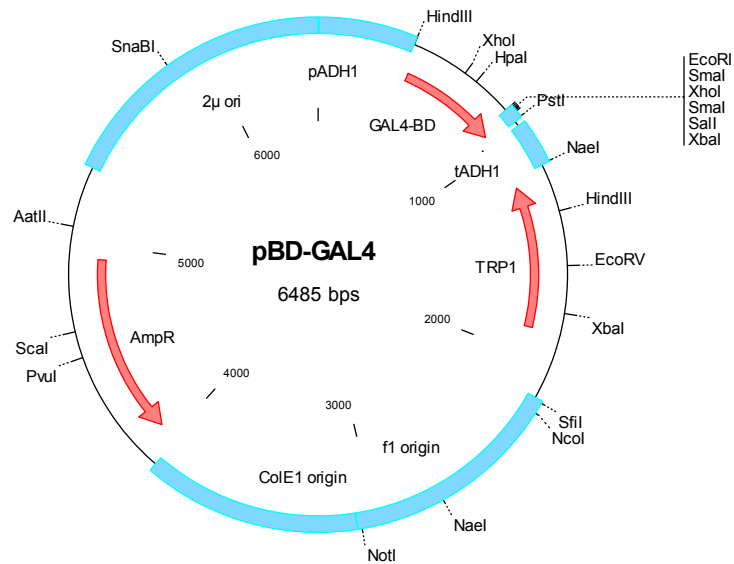 HindIII
XhoI
HpaI
SnaBI
pADH1
EcoRI
SmaI
XhoI
SmaI
SalI
XbaI
PstI
2µ ori
GAL4-BD
NaeI
6000
tADH1
1000
HindIII
AatII
pBD-GAL4
5000
TRP1
EcoRV
6485 bps
XbaI
2000
AmpR
ScaI
PvuI
4000
3000
SfiI
NcoI
f1 origin
ColE1 origin
NaeI
NotI